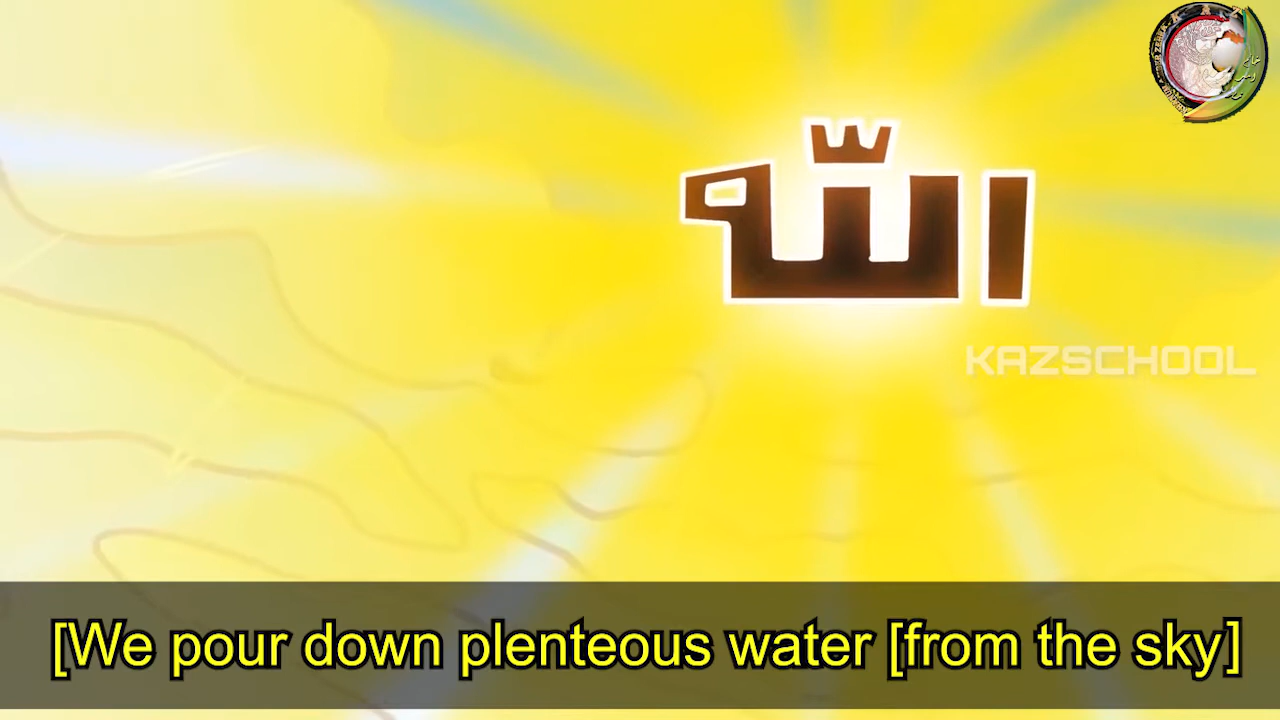 الله
KAZSCHOOL
[We pour down plenteous water [from the sky]